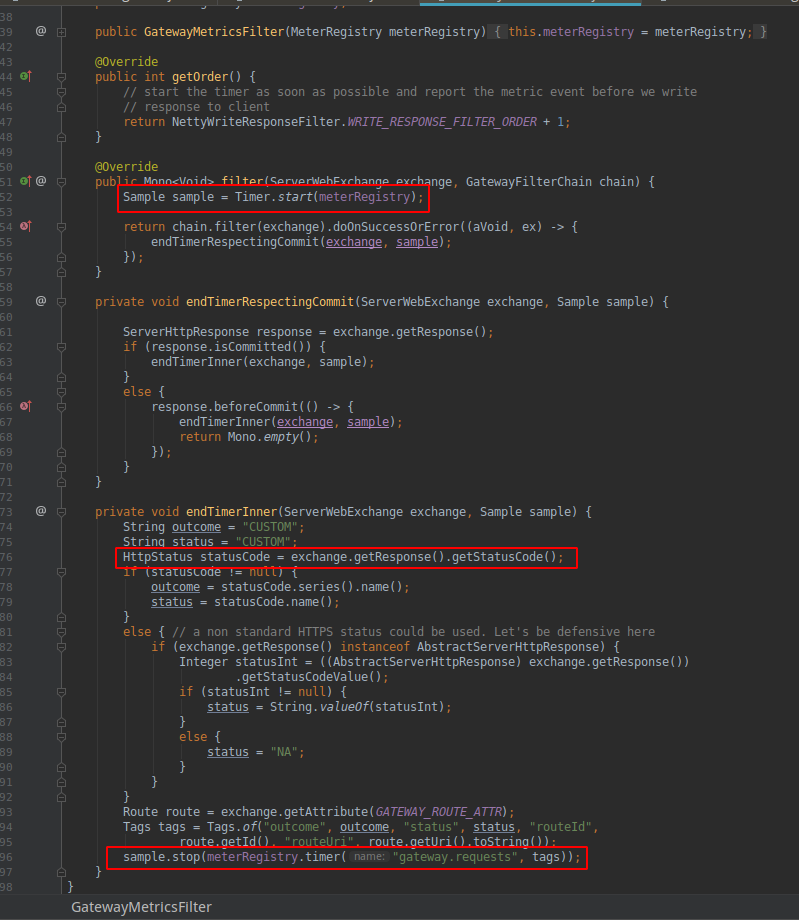 38
39 @ public GatewayMetricsFilter(MeterRegistry meterRegistry) { this.meterRegistry = meterRegistry; }
42
43 @Override
44 public int getOrder() {
45 // start the timer as soon as possible and report the metric event before we write
46 // response to client
47 return NettyWriteResponseFilter.WRITE_RESPONSE_FILTER_ORDER + 1;
48 }
49
50 @Override
51 @ public Mono<Void> filter(ServerWebExchange exchange, GatewayFilterChain chain) {
52 Sample sample = Timer.start(meterRegistry);
53
54 return chain.filter(exchange).doOnSuccessOrError((aVoid, ex) -> {
55 endTimerRespectingCommit(exchange, sample);
56 });
57 }
58
59 @ private void endTimerRespectingCommit(ServerWebExchange exchange, Sample sample) {
60
61 ServerHttpResponse response = exchange.getResponse();
62 if (response.isCommitted()) {
63 endTimerInner(exchange, sample);
64 }
65 else {
66 response.beforeCommit(() -> {
67 endTimerInner(exchange, sample);
68 return Mono.empty();
69 });
70 }
71 }
72
73 @ private void endTimerInner(ServerWebExchange exchange, Sample sample) {
74 String outcome = "CUSTOM";
75 String status = "CUSTOM";
76 HttpStatus statusCode = exchange.getResponse().getStatusCode();
77 if (statusCode != null) {
78 outcome = statusCode.series().name();
79 status = statusCode.name();
80 }
81 else { // a non standard HTTPS status could be used. Let's be defensive here
82 if (exchange.getResponse() instanceof AbstractServerHttpResponse) {
83 Integer statusInt = ((AbstractServerHttpResponse) exchange.getResponse())
84 .getStatusCodeValue();
85 if (statusInt != null) {
86 status = String.valueOf(statusInt);
87 }
88 else {
89 status = "NA";
90 }
91 }
92 }
93 Route route = exchange.getAttribute(GATEWAY_ROUTE_ATTR);
94 Tags tags = Tags.of("outcome", outcome, "status", status, "routeId",
95 route.getId(), "routeUri", route.getUri().toString());
96 sample.stop(meterRegistry.timer( name: "gateway.requests", tags));
97 }
98 }
GatewayMetricsFilter